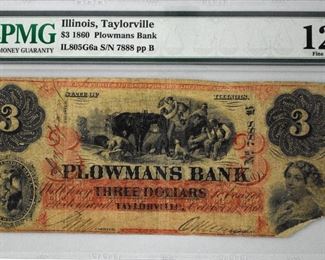 PMG
MONEY GUARANTY
Illinois, Taylorville
$3 1860 Plowmans Bank
IL805G6a S/N 7888 pp B
12
Fine
STATE OF ILLINOIS.
3
3
7888
PLOWMANS BANK
THREE DOLLARS
TAYLORVILLE